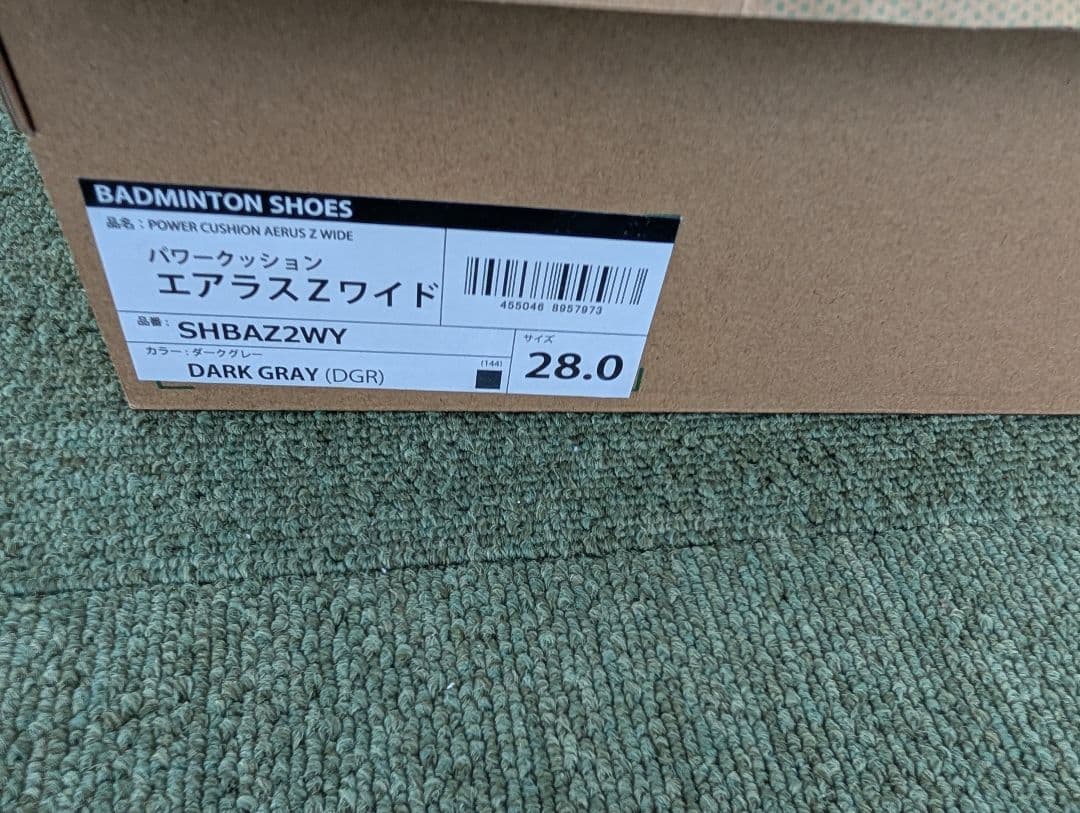 BADMINTON SHOES
品名：POWER CUSHION AERUS Z WIDE
パワークッション
エアラスZワイド
455046 8957973
品番：SHBAZ2WY
カラー：ダークグレー
DARK GRAY (DGR)
(144)
サイズ
28.0